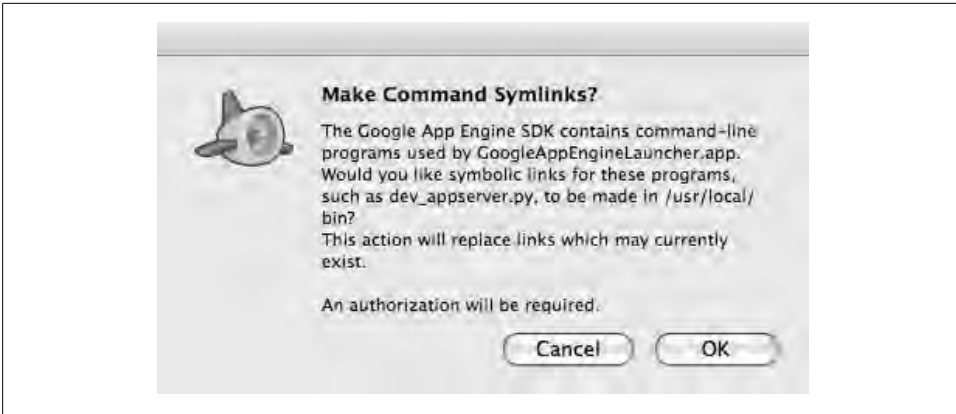 Make Command Symlinks?
The Google App Engine SDK contains command-line
programs used by GoogleAppEngineLauncher.app.
Would you like symbolic links for these programs,
such as dev_appserver.py, to be made in /usr/local/
bin?
This action will replace links which may currently
exist.
An authorization will be required.
Cancel OK